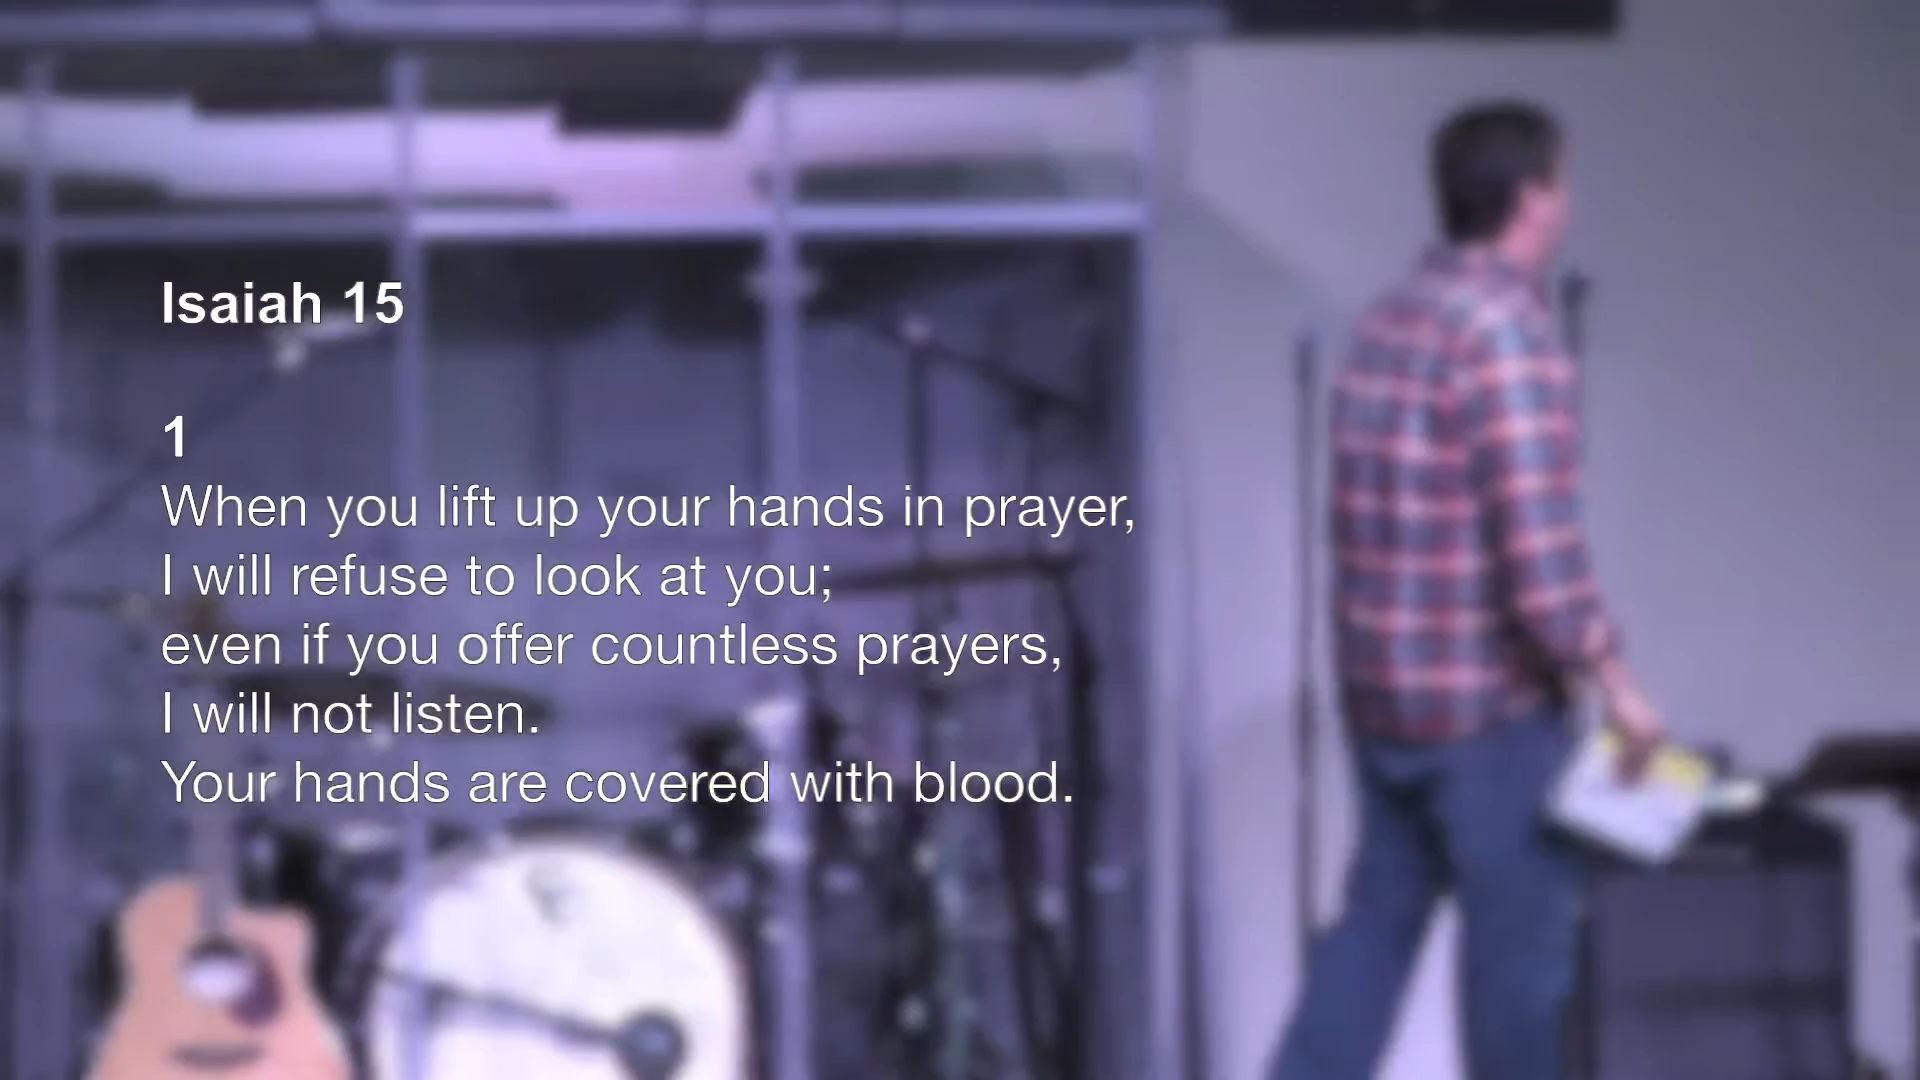 Isaiah 15
1
When you lift up your hands in prayer,
I will refuse to look at you;
even if you offer countless prayers,
I will not listen.
Your hands are covered with blood.